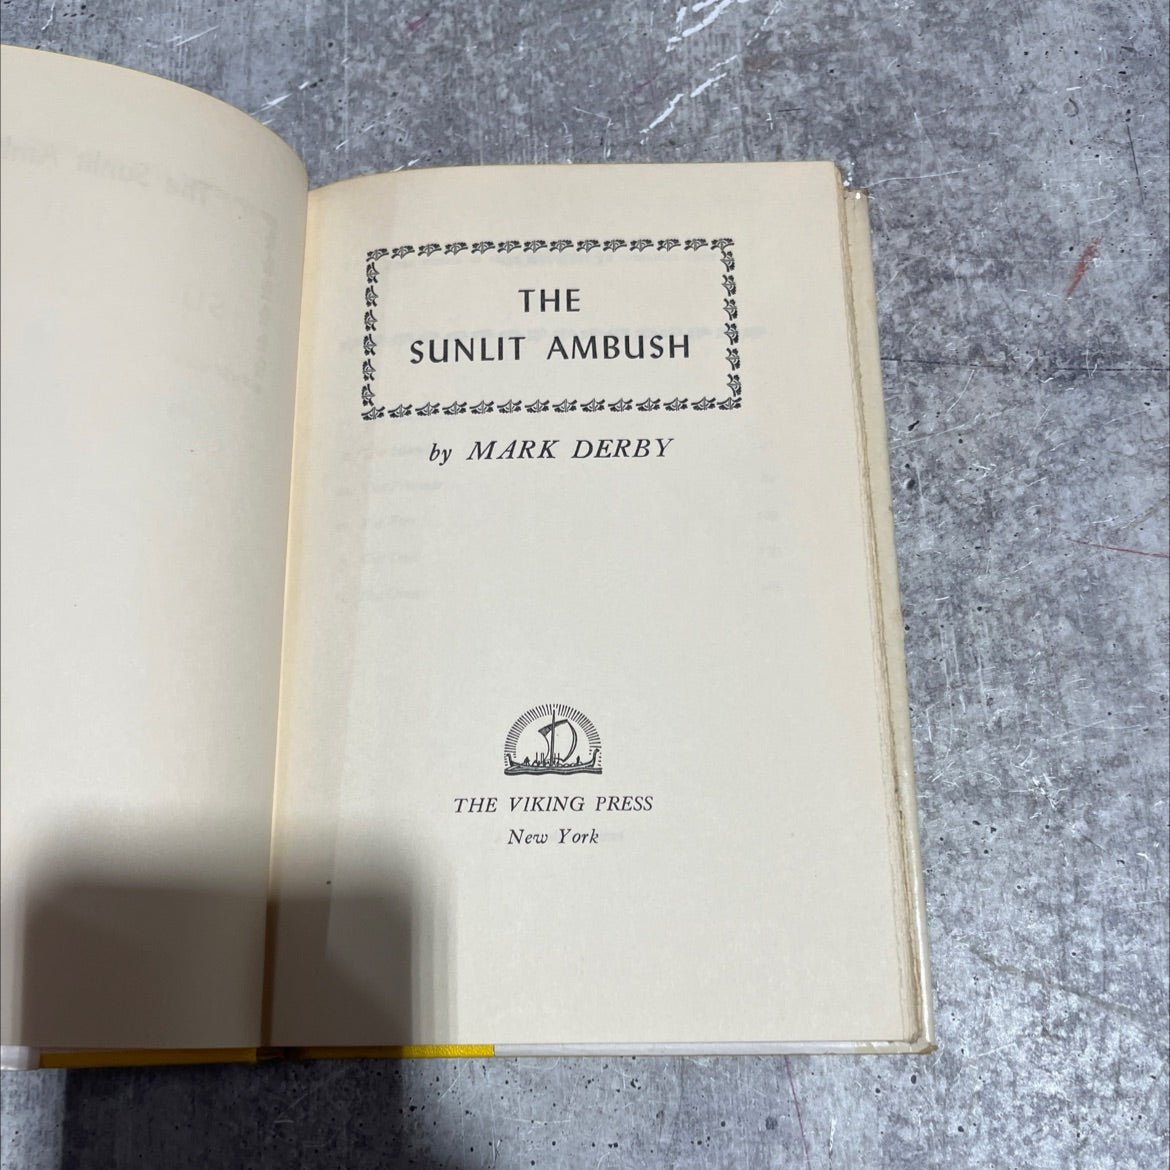 THE
SUNLIT AMBUSH
by MARK DERBY
THE VIKING PRESS
New York